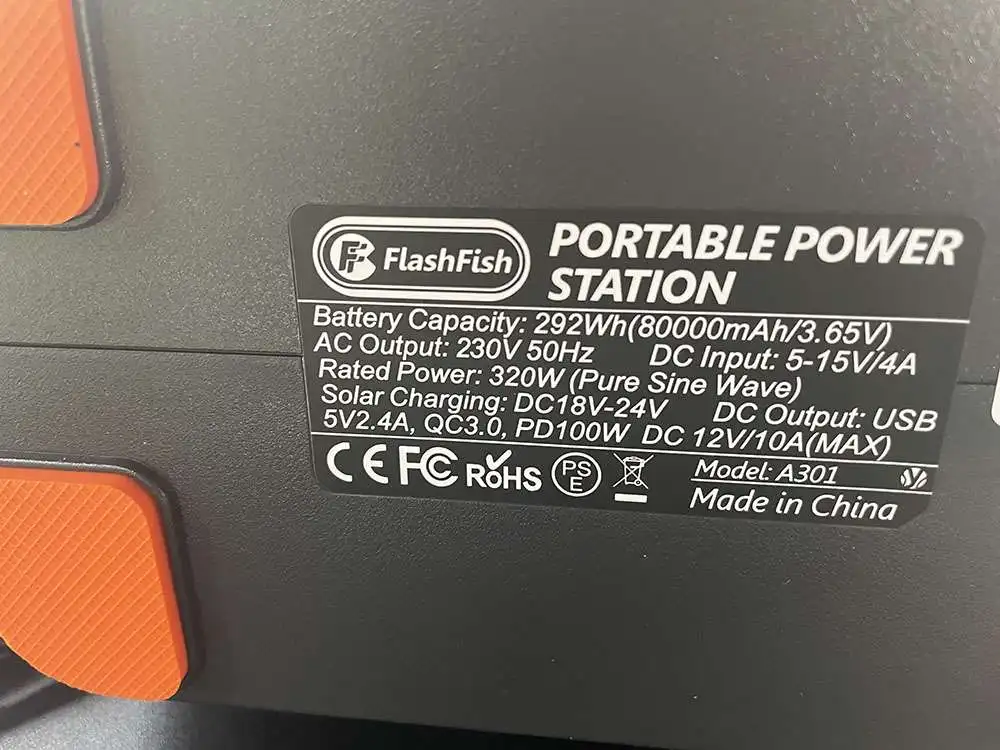 FlashFish
PORTABLE POWER
STATION
Battery Capacity: 292Wh(80000mAh/3.65V)
AC Output: 230V 50Hz DC Input: 5-15V/4A
Rated Power: 320W (Pure Sine Wave)
Solar Charging: DC18V-24V DC Output: USB
5V2.4A, QC3.0, PD100W DC 12V/10A(MAX)
CE FC RoHS PSE
Model: A301
Made in China